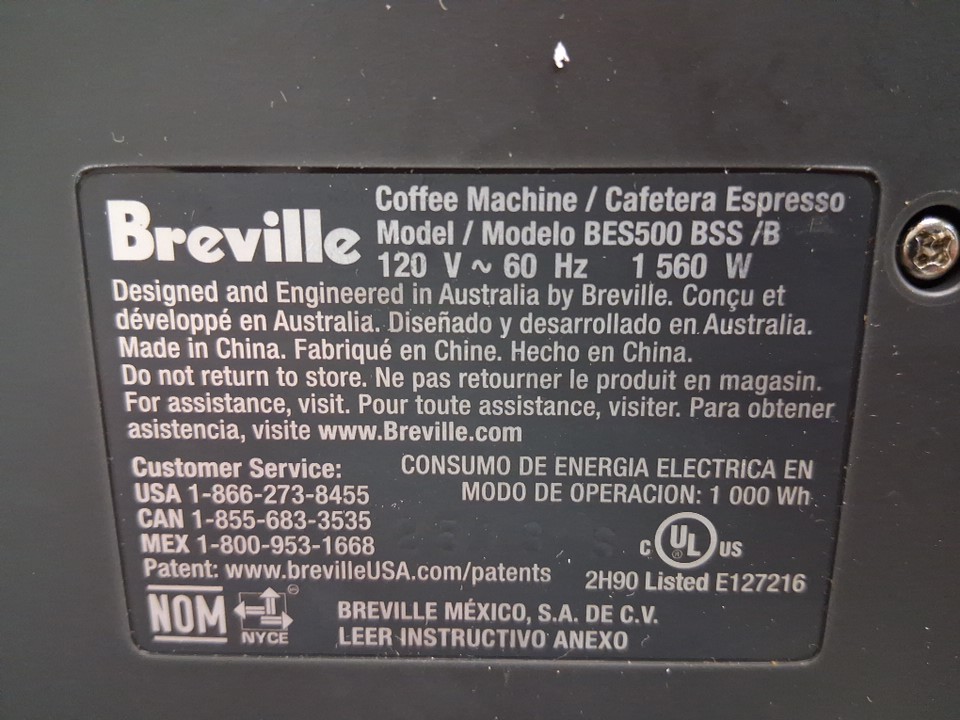 Breville
Coffee Machine / Cafetera Espresso
Model / Modelo BES500 BSS /B
120 V ~ 60 Hz 1 560 W
Designed and Engineered in Australia by Breville. Conçu et
développé en Australia. Diseñado y desarrollado en Australia.
Made in China. Fabriqué en Chine. Hecho en China.
Do not return to store. Ne pas retourner le produit en magasin.
For assistance, visit. Pour toute assistance, visiter. Para obtener
asistencia, visite www.Breville.com
Customer Service:
USA 1-866-273-8455
CAN 1-855-683-3535
MEX 1-800-953-1668
Patent: www.brevilleUSA.com/patents
CONSUMO DE ENERGIA ELECTRICA EN
MODO DE OPERACION: 1 000 Wh
C UL US
2H90 Listed E127216
NOM
NYCE
BREVILLE MÉXICO, S.A. DE C.V.
LEER INSTRUCTIVO ANEXO